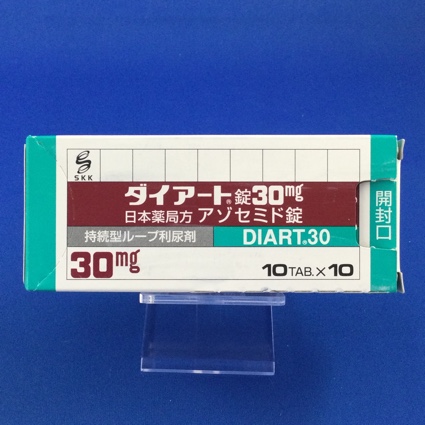 SKK
ダイアート®錠30mg
日本薬局方 アゾセミド錠
持続型ループ利尿剤 DIART®30
30mg
10TAB.×10
開封口